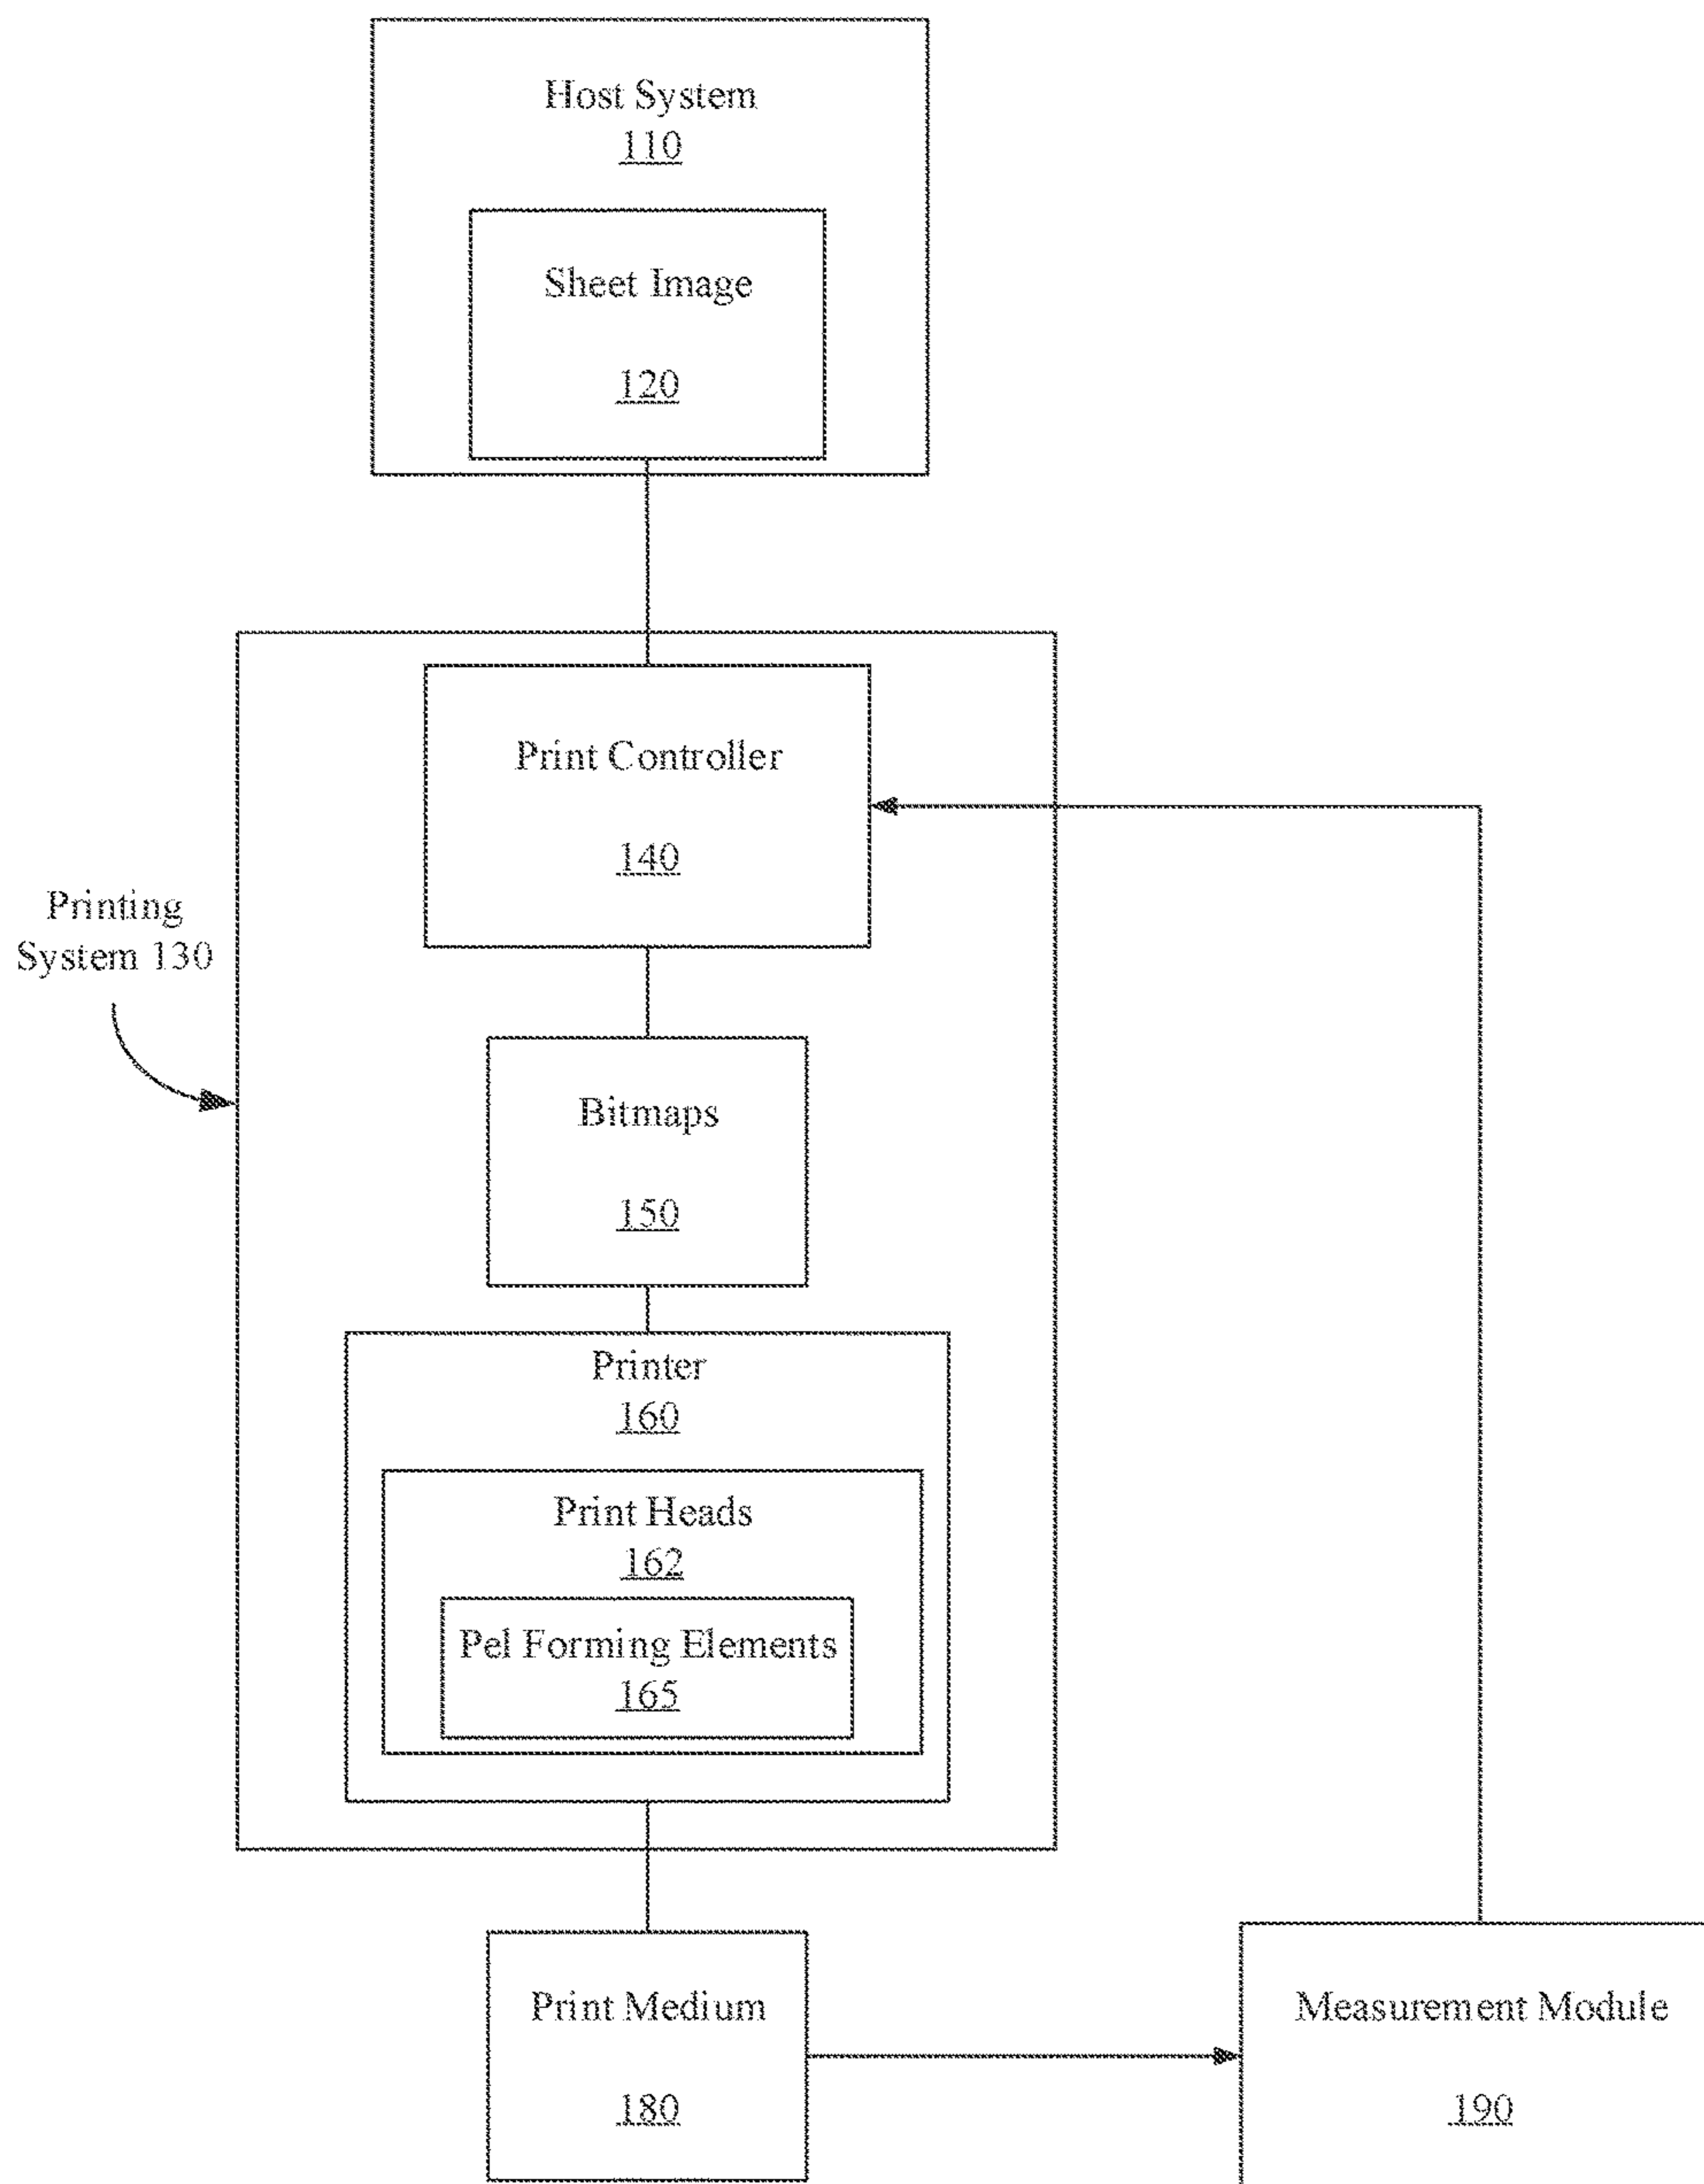 Host System
110
Sheet Image
120
Print Controller
140
Printing
System 130
Bitmaps
150
Printer
160
Print Heads
162
Pel Forming Elements
165
Print Medium
180
Measurement Module
190